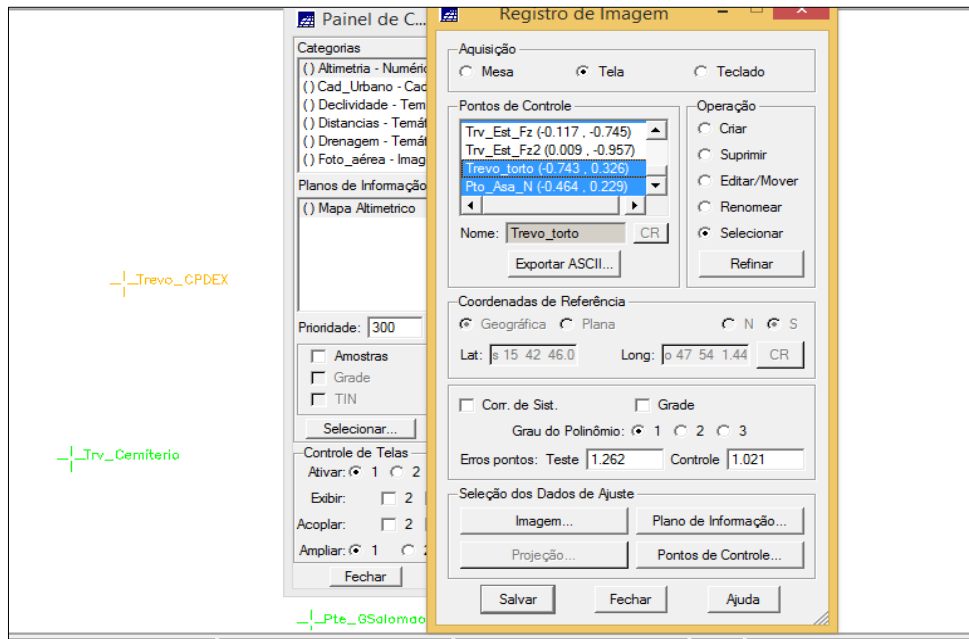 Painel de C...
Categorias
( ) Altimetria - Numéric
( ) Cad_Urbano - Cac
( ) Declividade - Tem
( ) Distancias - Temát
( ) Drenagem - Temát
( ) Foto_aérea - Imag
Planos de Informação
( ) Mapa Altimetrico
Prioridade: 300
Amostras
Grade
TIN
Selecionar...
Controle de Telas
Ativar: 1 2
Exibir: 2
Acoplar: 2
Ampliar: 1 2
Fechar
Registro de Imagem
Aquisição
Mesa Tela Teclado
Pontos de Controle
Trv_Est_Fz (-0.117 , -0.745)
Trv_Est_Fz2 (0.009 , -0.957)
Trevo_torto (-0.743 , 0.326)
Pto_Asa_N (-0.464 , 0.229)
Nome: Trevo_torto CR
Exportar ASCII...
Operação
Criar
Suprimir
Editar/Mover
Renomear
Selecionar
Refinar
Coordenadas de Referência
Geográfica Plana N S
Lat: s 15 42 46.0 Long: o 47 54 1.44 CR
Corr. de Sist. Grade
Grau do Polinômio: 1 2 3
Erros pontos: Teste 1.262 Controle 1.021
Seleção dos Dados de Ajuste
Imagem... Plano de Informação...
Projeção... Pontos de Controle...
Salvar Fechar Ajuda
Trevo_CPDEX
Trv_Cemiterio
Pte_GSalomao